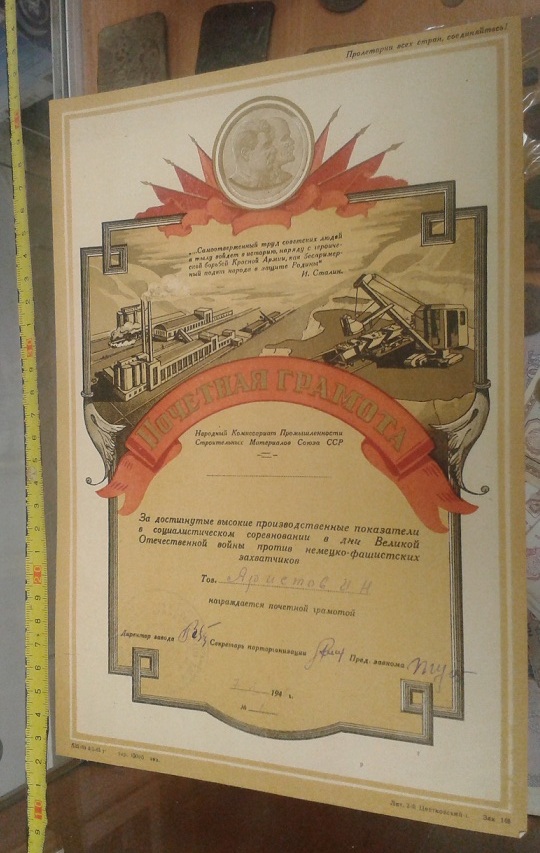 Пролетарии всех стран, соединяйтесь!
„...Самоотверженный труд советских людей
в тылу войдет в историю, наряду с героиче-
ской борьбой Красной Армии, как беспример-
ный подвиг народа в защите Родины“
И. Сталин.
ПОЧЕТНАЯ ГРАМОТА
Народный Комиссариат Промышленности
Строительных Материалов Союза ССР
За достигнутые высокие производственные показатели
в социалистическом соревновании в дни Великой
Отечественной войны против немецко-фашистских
захватчиков
Тов. Аристов И.Н
награждается почетной грамотой
Директор завода Секретарь парторганизации Пред. завкома
194 г.
№
Зак. 108